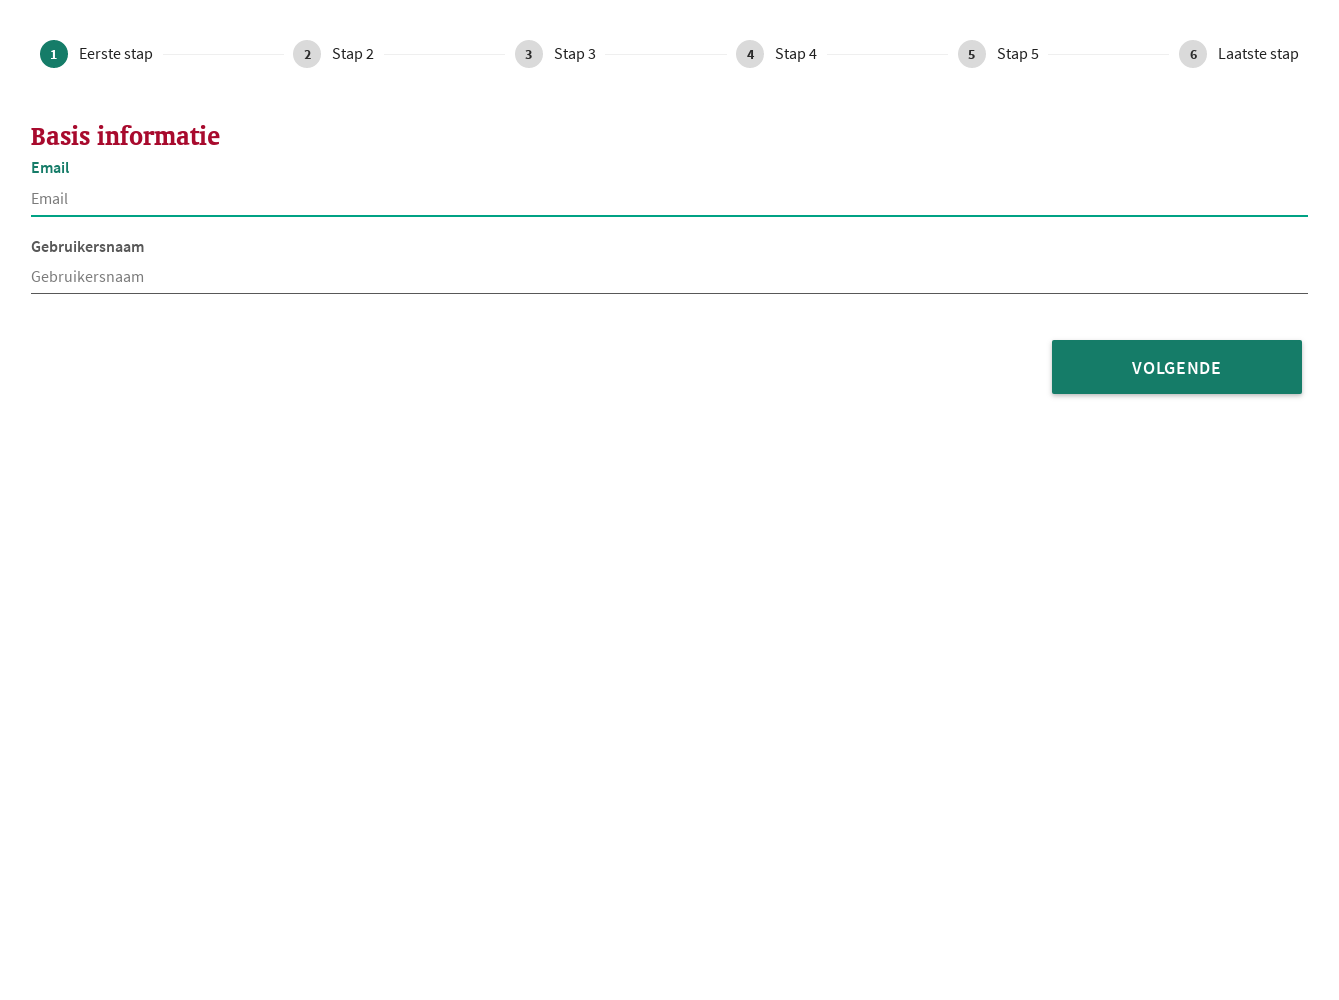 1 Eerste stap 2 Stap 2 3 Stap 3 4 Stap 4 5 Stap 5 6 Laatste stap
Basis informatie
Email
Email
Gebruikersnaam
Gebruikersnaam
VOLGENDE